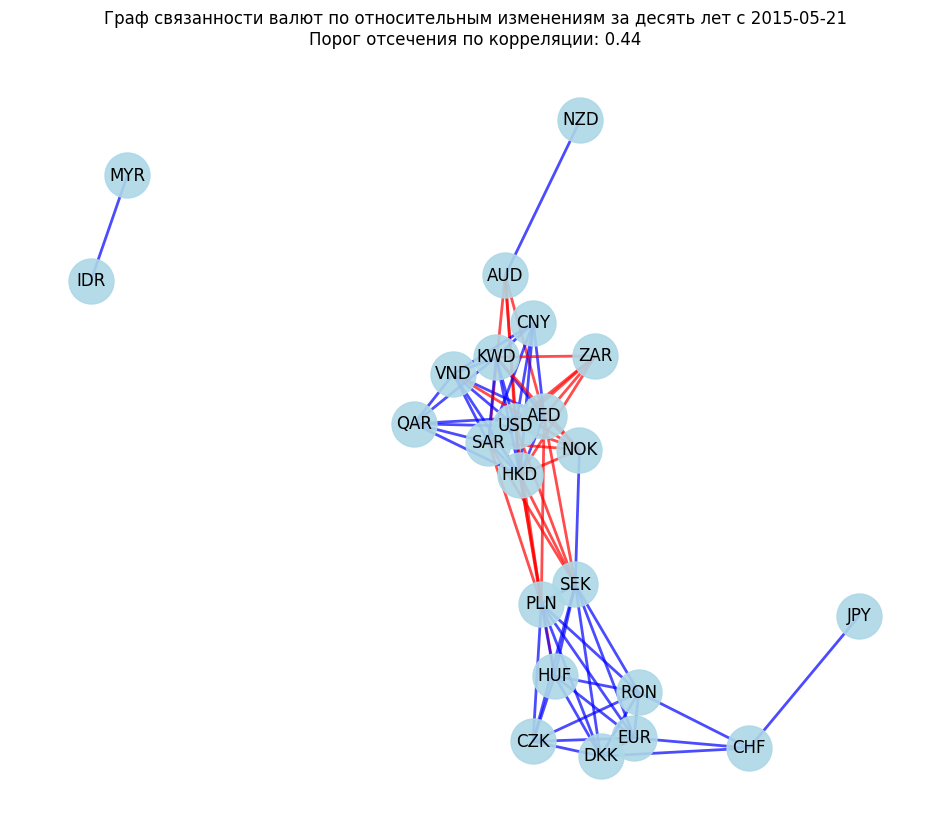 Граф связанности валют по относительным изменениям за десять лет с 2015-05-21
Порог отсечения по корреляции: 0.44
NZD
MYR
AUD
IDR
CNY
KWD
ZAR
VND
AED
QAR
USD
SAR
NOK
HKD
SEK
PLN
JPY
HUF
RON
EUR
CZK
CHF
DKK